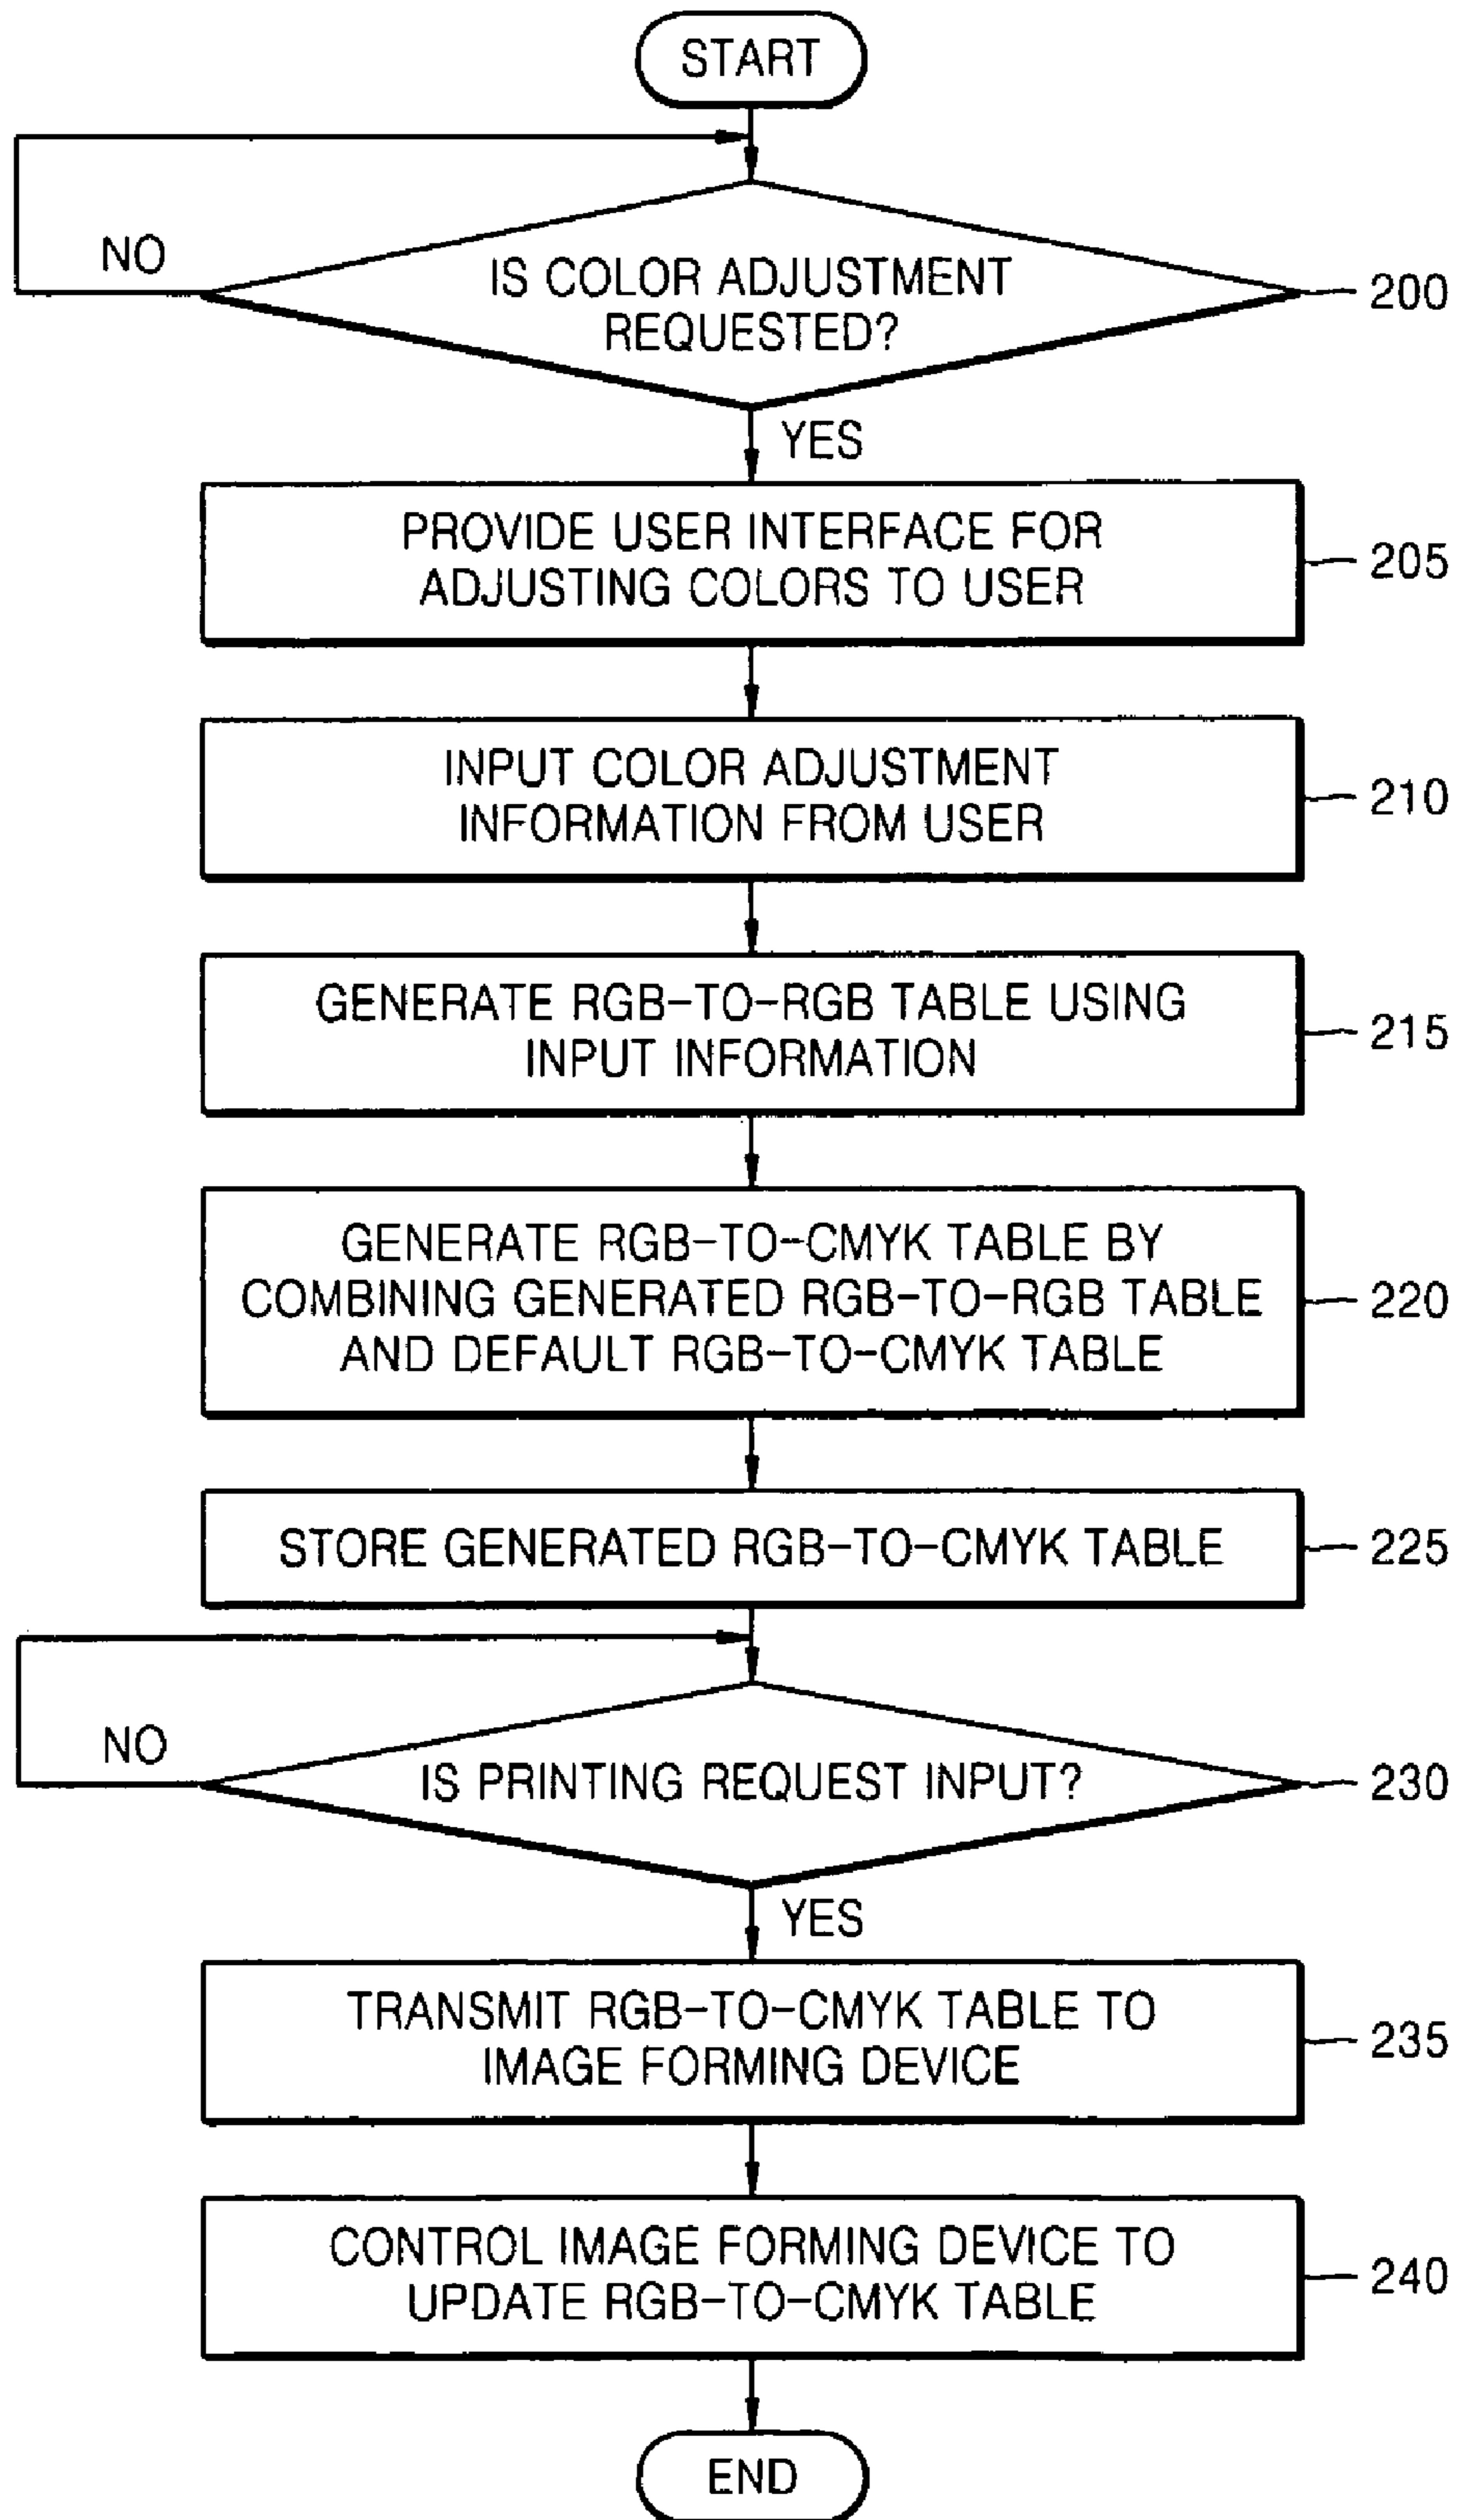 START
NO
IS COLOR ADJUSTMENT
REQUESTED?
200
YES
PROVIDE USER INTERFACE FOR
ADJUSTING COLORS TO USER
205
INPUT COLOR ADJUSTMENT
INFORMATION FROM USER
210
GENERATE RGB-TO-RGB TABLE USING
INPUT INFORMATION
215
GENERATE RGB-TO-CMYK TABLE BY
COMBINING GENERATED RGB-TO-RGB TABLE
AND DEFAULT RGB-TO-CMYK TABLE
220
STORE GENERATED RGB-TO-CMYK TABLE
225
NO
IS PRINTING REQUEST INPUT?
230
YES
TRANSMIT RGB-TO-CMYK TABLE TO
IMAGE FORMING DEVICE
235
CONTROL IMAGE FORMING DEVICE TO
UPDATE RGB-TO-CMYK TABLE
240
END